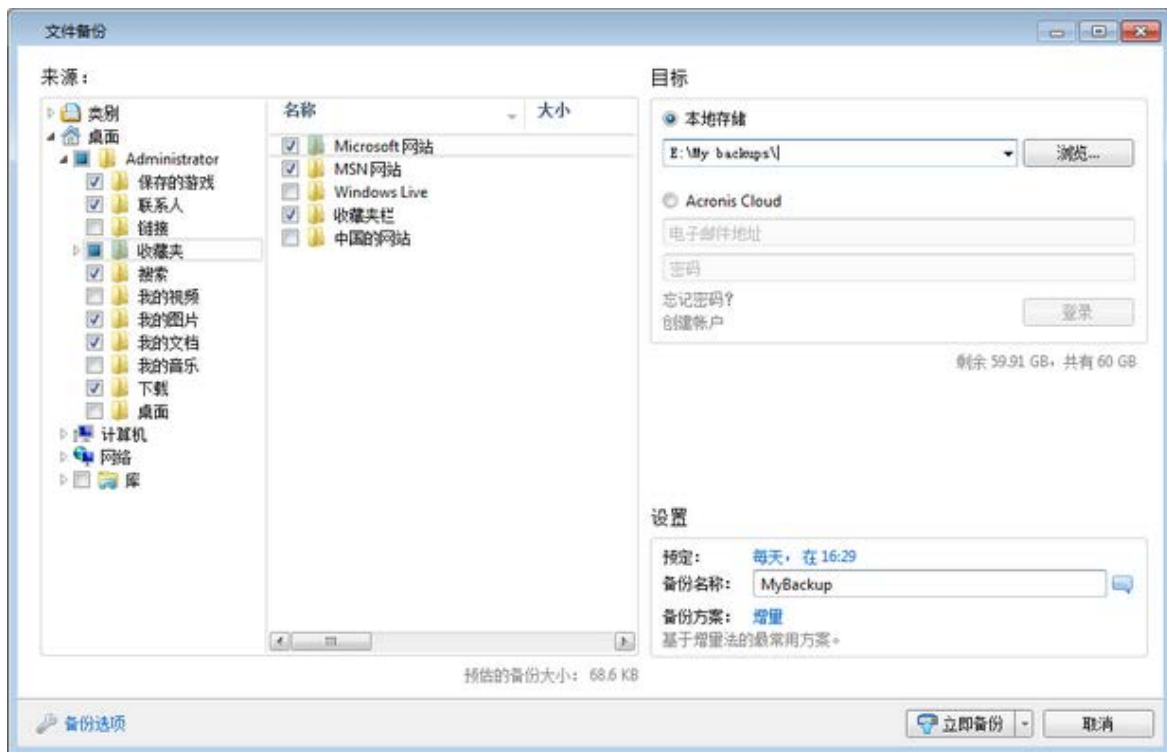 文件备份
来源：
类别
桌面
Administrator
保存的游戏
联系人
链接
收藏夹
搜索
我的视频
我的图片
我的文档
我的音乐
下载
桌面
计算机
网络
库
名称 大小
Microsoft 网站
MSN 网站
Windows Live
收藏夹栏
中国的网站
预估的备份大小： 68.6 KB
目标
本地存储
E:\My backups\
浏览...
Acronis Cloud
电子邮件地址
密码
忘记密码?
创建帐户
登录
剩余 59.91 GB，共有 60 GB
设置
预定： 每天，在 16:29
备份名称： MyBackup
备份方案： 增量
基于增量法的最常用方案。
备份选项
立即备份
取消